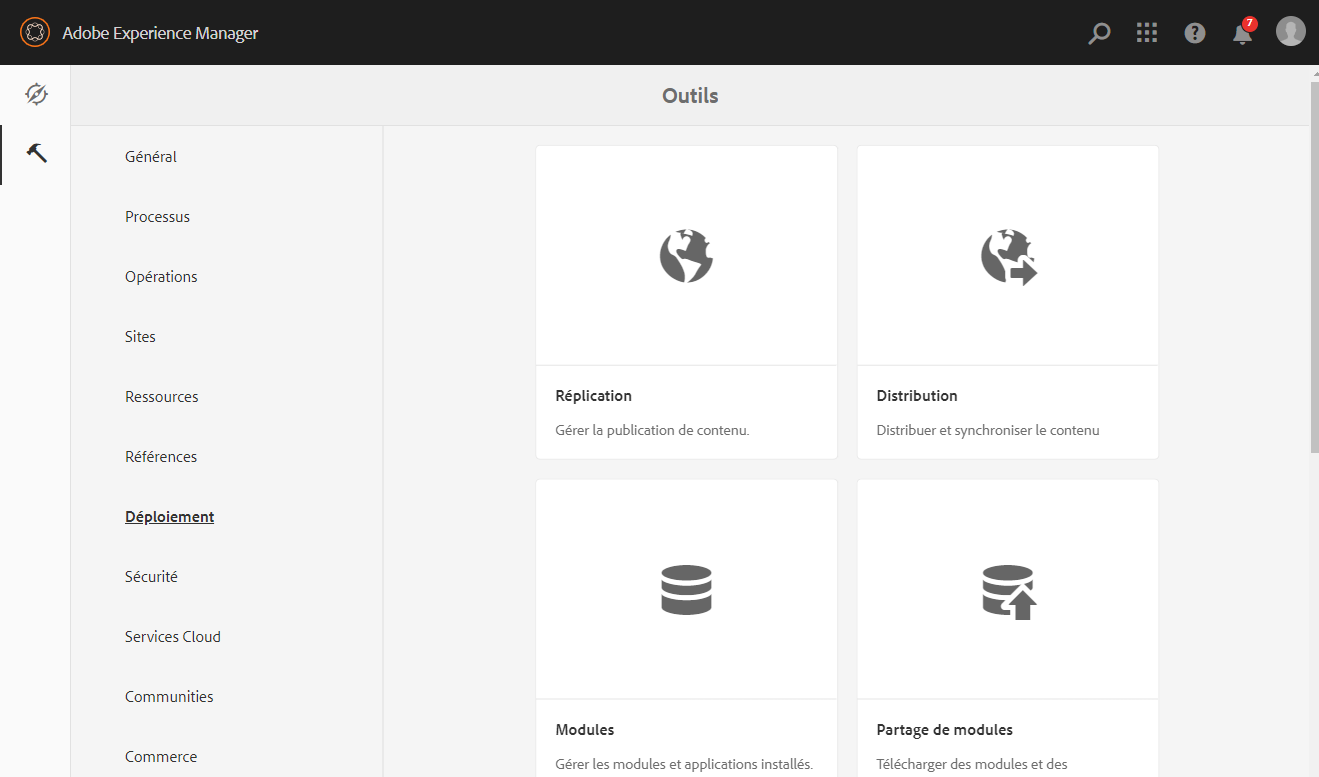 Adobe Experience Manager
7
Outils
Général
Processus
Opérations
Sites
Ressources
Références
Déploiement
Sécurité
Services Cloud
Communities
Commerce
Réplication
Gérer la publication de contenu.
Distribution
Distribuer et synchroniser le contenu
Modules
Gérer les modules et applications installés.
Partage de modules
Télécharger des modules et des